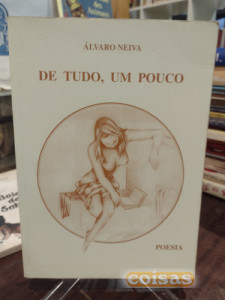 ÁLVARO NEIVA
DE TUDO, UM POUCO
POESIA
coisas